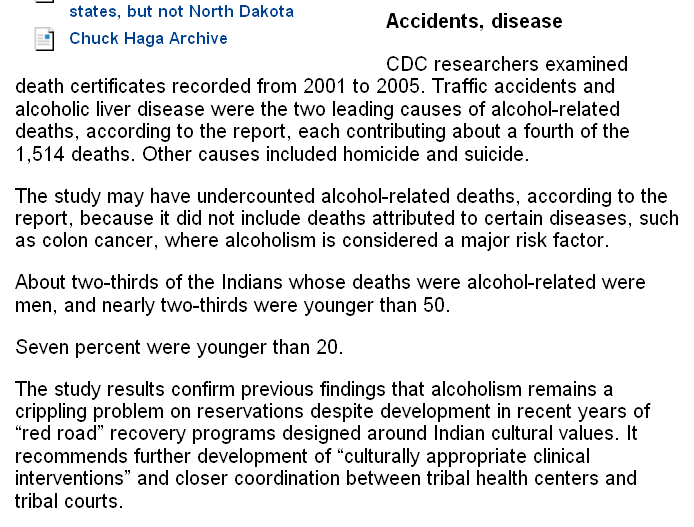 states, but not North Dakota
Chuck Haga Archive
Accidents, disease
CDC researchers examined
death certificates recorded from 2001 to 2005. Traffic accidents and
alcoholic liver disease were the two leading causes of alcohol-related
deaths, according to the report, each contributing about a fourth of the
1,514 deaths. Other causes included homicide and suicide.
The study may have undercounted alcohol-related deaths, according to the
report, because it did not include deaths attributed to certain diseases, such
as colon cancer, where alcoholism is considered a major risk factor.
About two-thirds of the Indians whose deaths were alcohol-related were
men, and nearly two-thirds were younger than 50.
Seven percent were younger than 20.
The study results confirm previous findings that alcoholism remains a
crippling problem on reservations despite development in recent years of
“red road” recovery programs designed around Indian cultural values. It
recommends further development of “culturally appropriate clinical
interventions” and closer coordination between tribal health centers and
tribal courts.